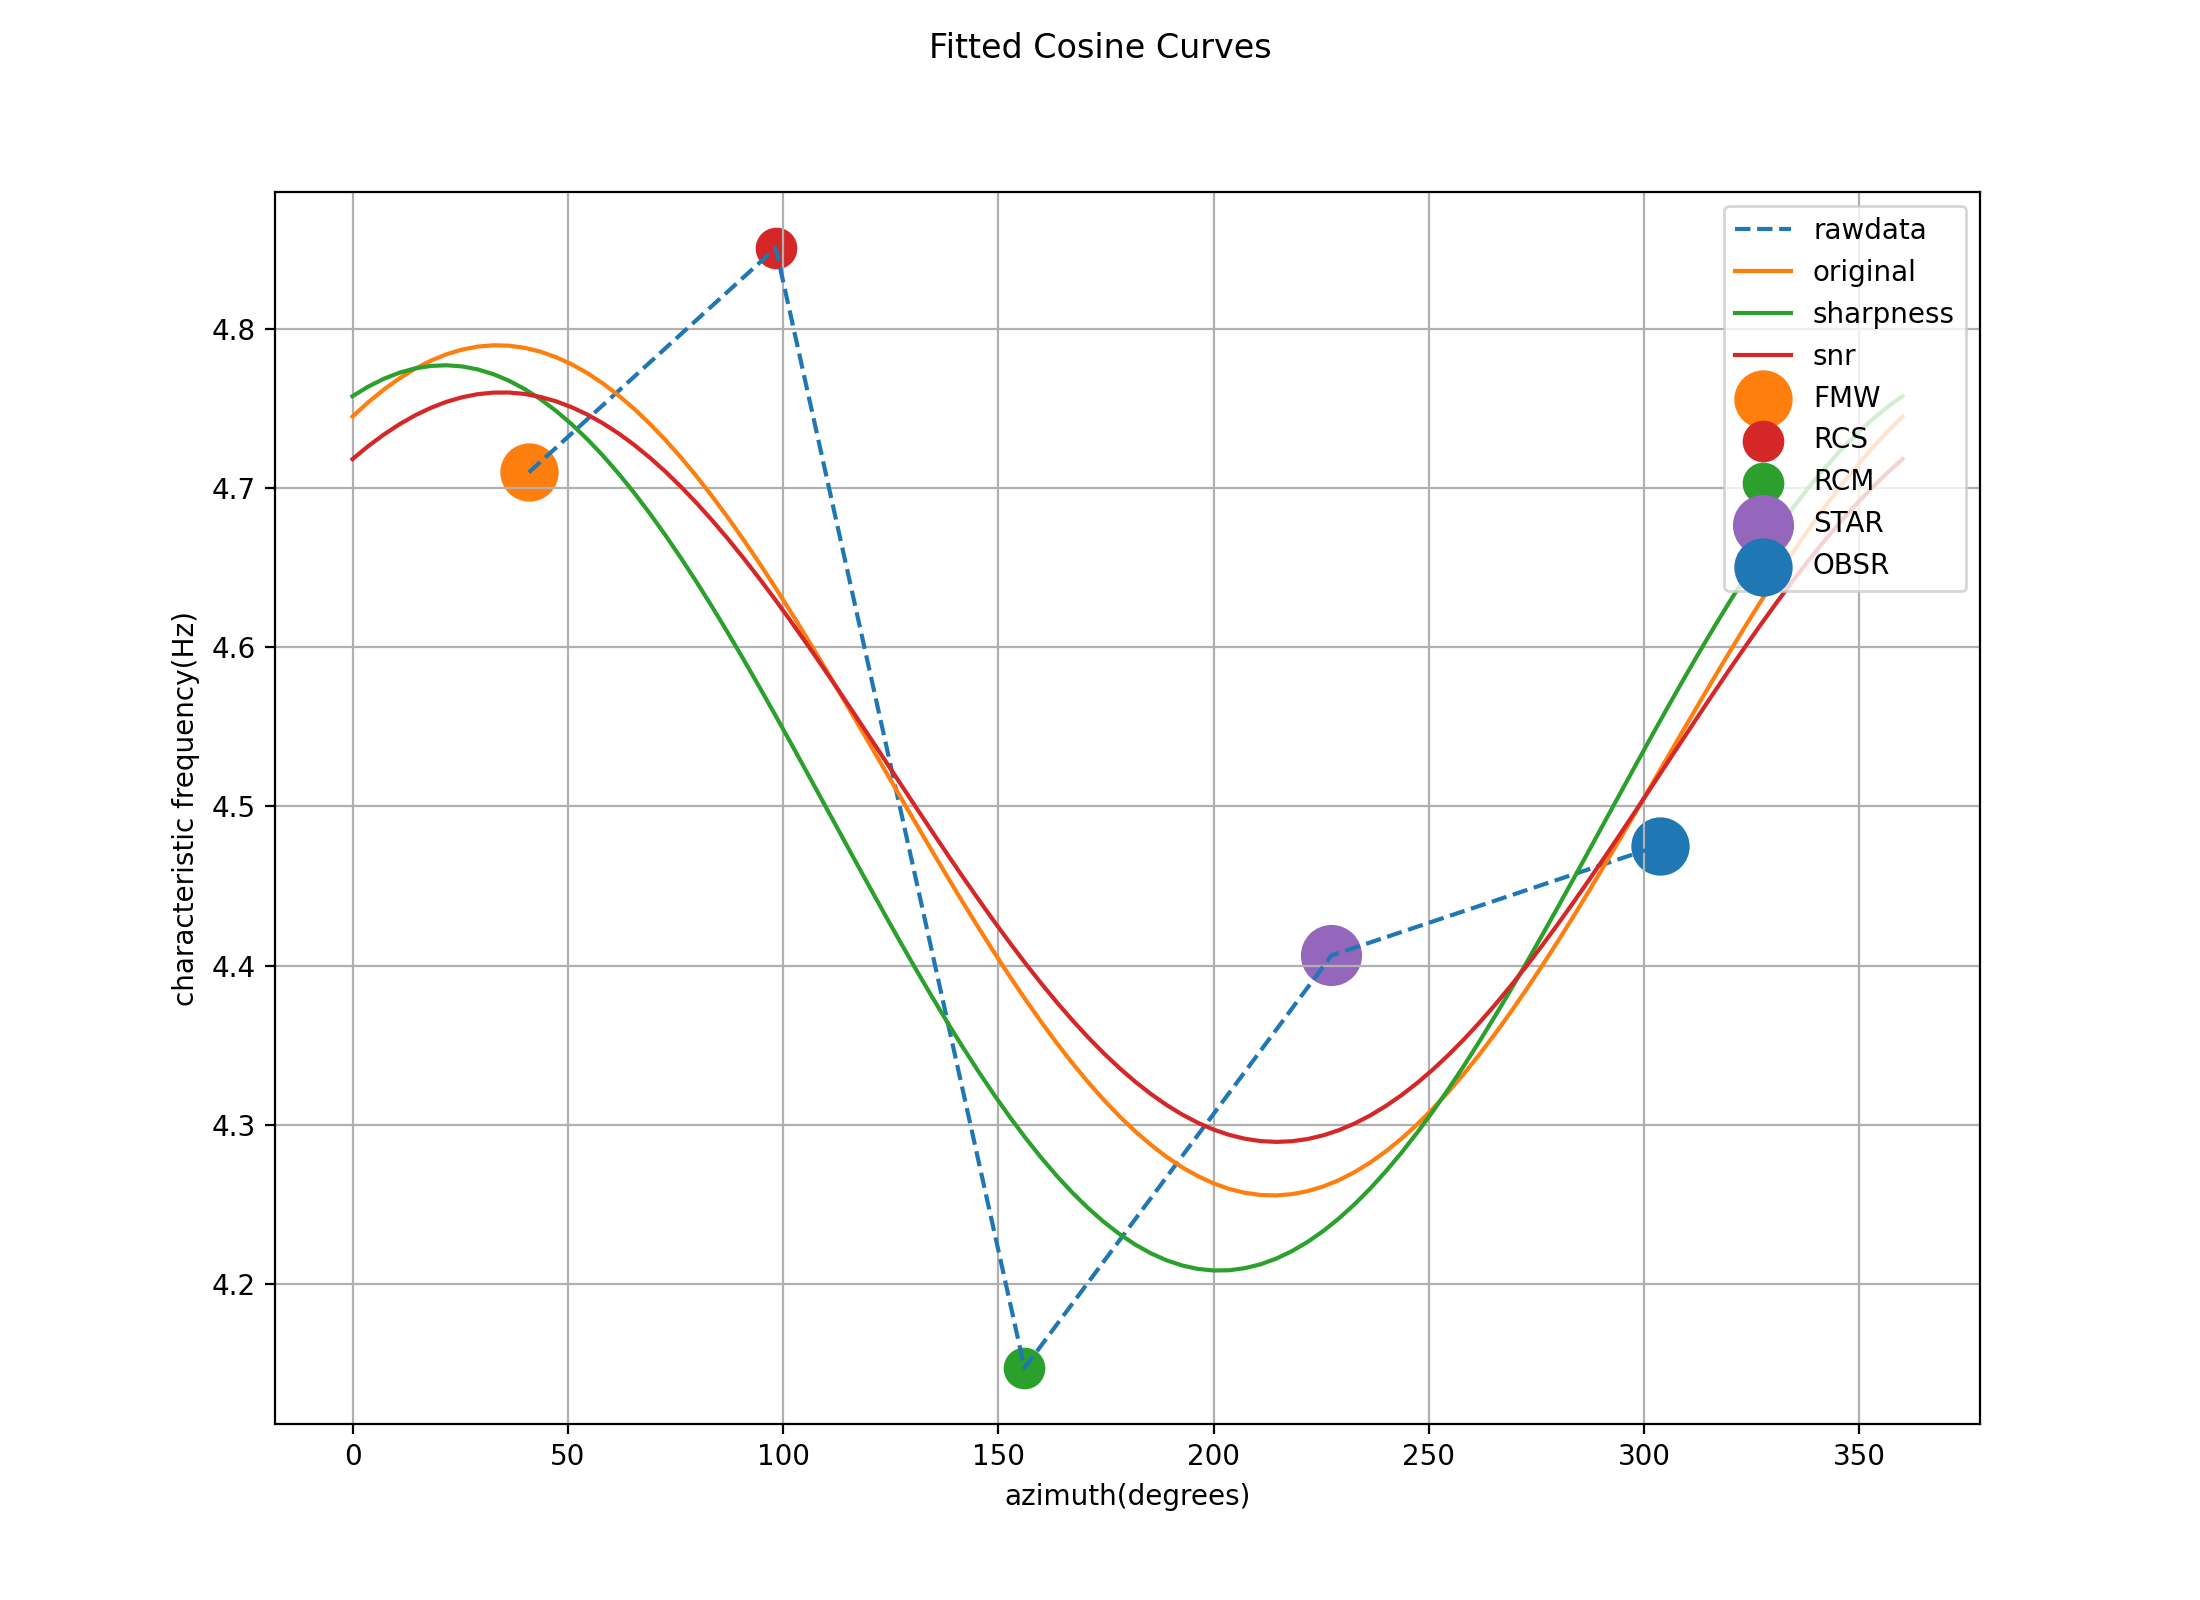 Fitted Cosine Curves
rawdata
original
sharpness
snr
FMW
RCS
RCM
STAR
OBSR
characteristic frequency(Hz)
4.8
4.7
4.6
4.5
4.4
4.3
4.2
0 50 100 150 200 250 300 350
azimuth(degrees)